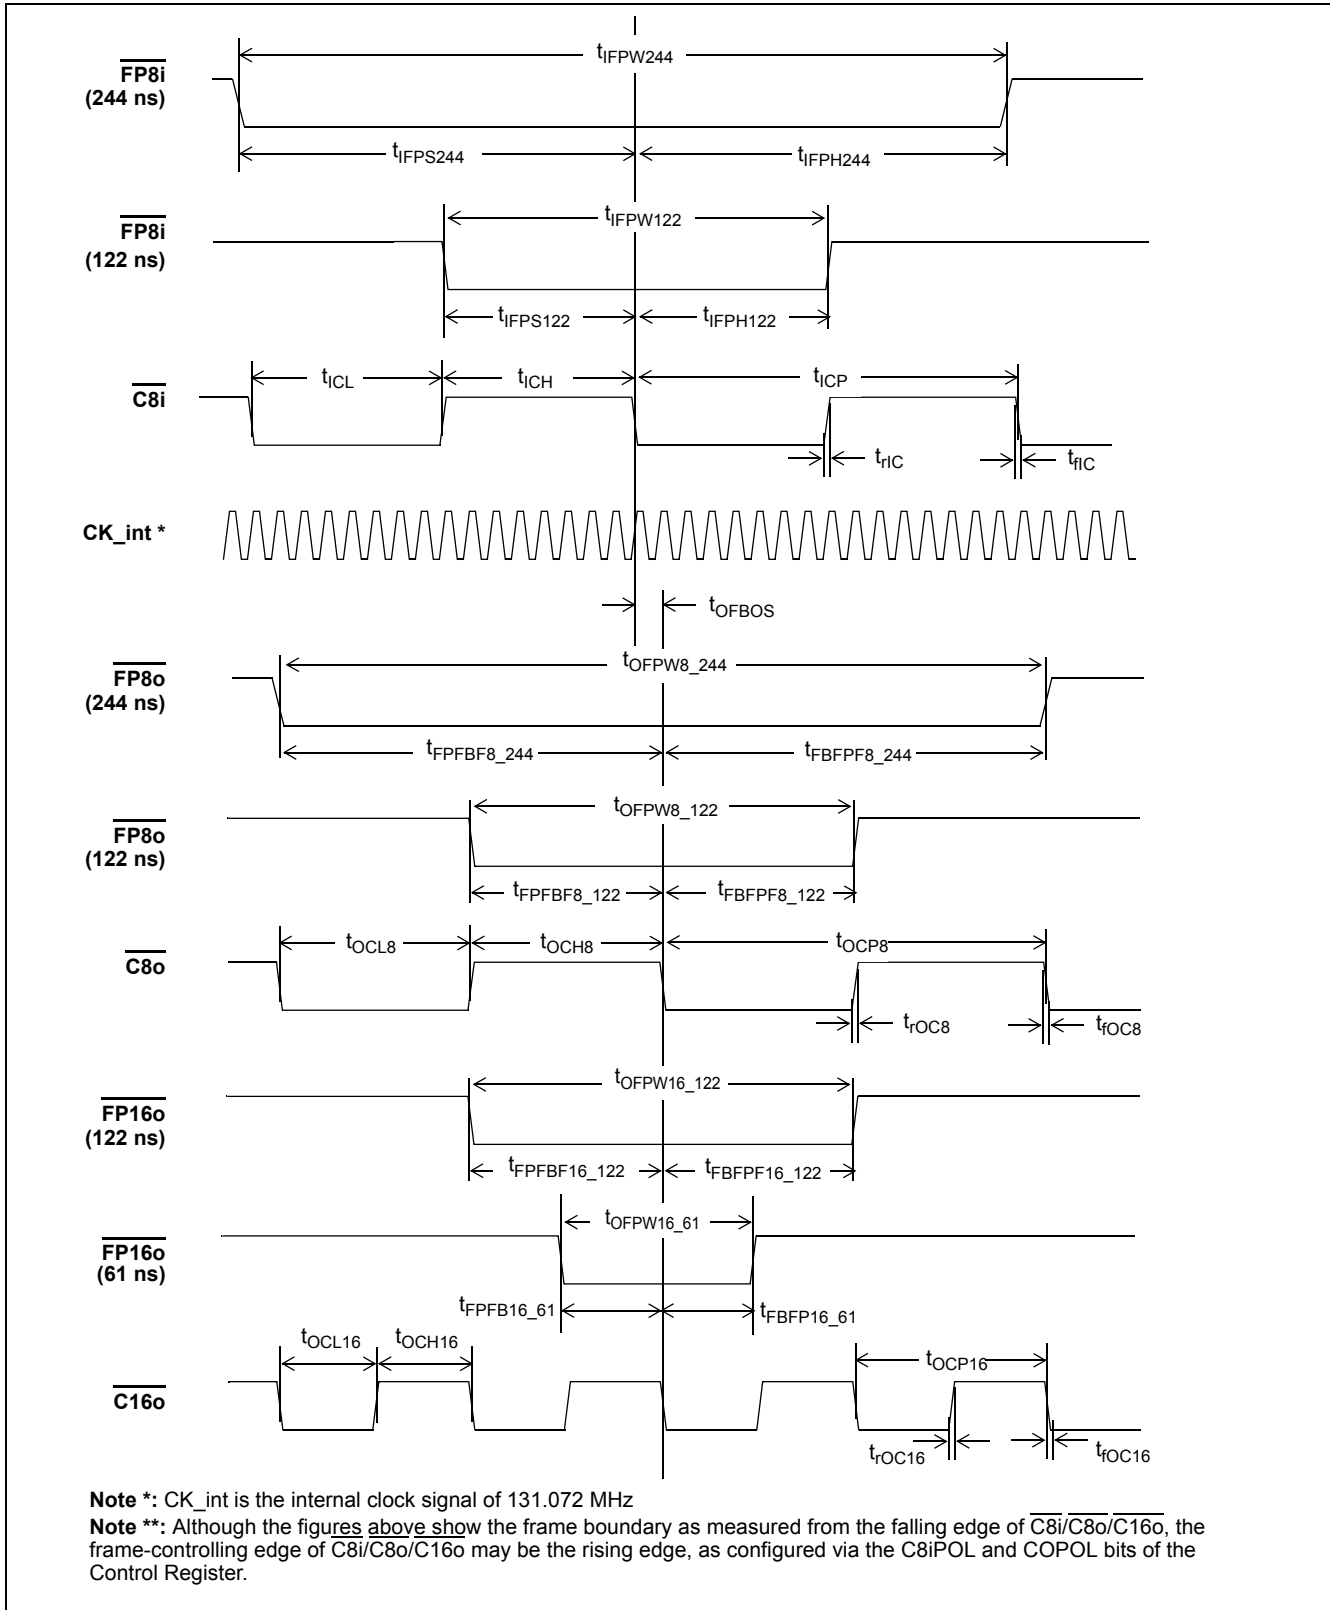 tIFPW244
FP8i
(244 ns)
tIFPS244
tIFPH244
FP8i
(122 ns)
tIFPW122
tIFPS122
tIFPH122
C8i
tICL
tICH
tICP
trIC
tfIC
CK_int *
tOFBOS
FP8o
(244 ns)
tOFPW8_244
tFPFBF8_244
tFBFPF8_244
FP8o
(122 ns)
tOFPW8_122
tFPFBF8_122
tFBFPF8_122
C8o
tOCL8
tOCH8
tOCP8
trOC8
tfOC8
FP16o
(122 ns)
tOFPW16_122
tFPFBF16_122
tFBFPF16_122
FP16o
(61 ns)
tOFPW16_61
tFPFB16_61
tFBFP16_61
C16o
tOCL16
tOCH16
tOCP16
trOC16
tfOC16
Note *: CK_int is the internal clock signal of 131.072 MHz
Note **: Although the figures above show the frame boundary as measured from the falling edge of C8i/C8o/C16o, the
frame-controlling edge of C8i/C8o/C16o may be the rising edge, as configured via the C8iPOL and COPOL bits of the
Control Register.